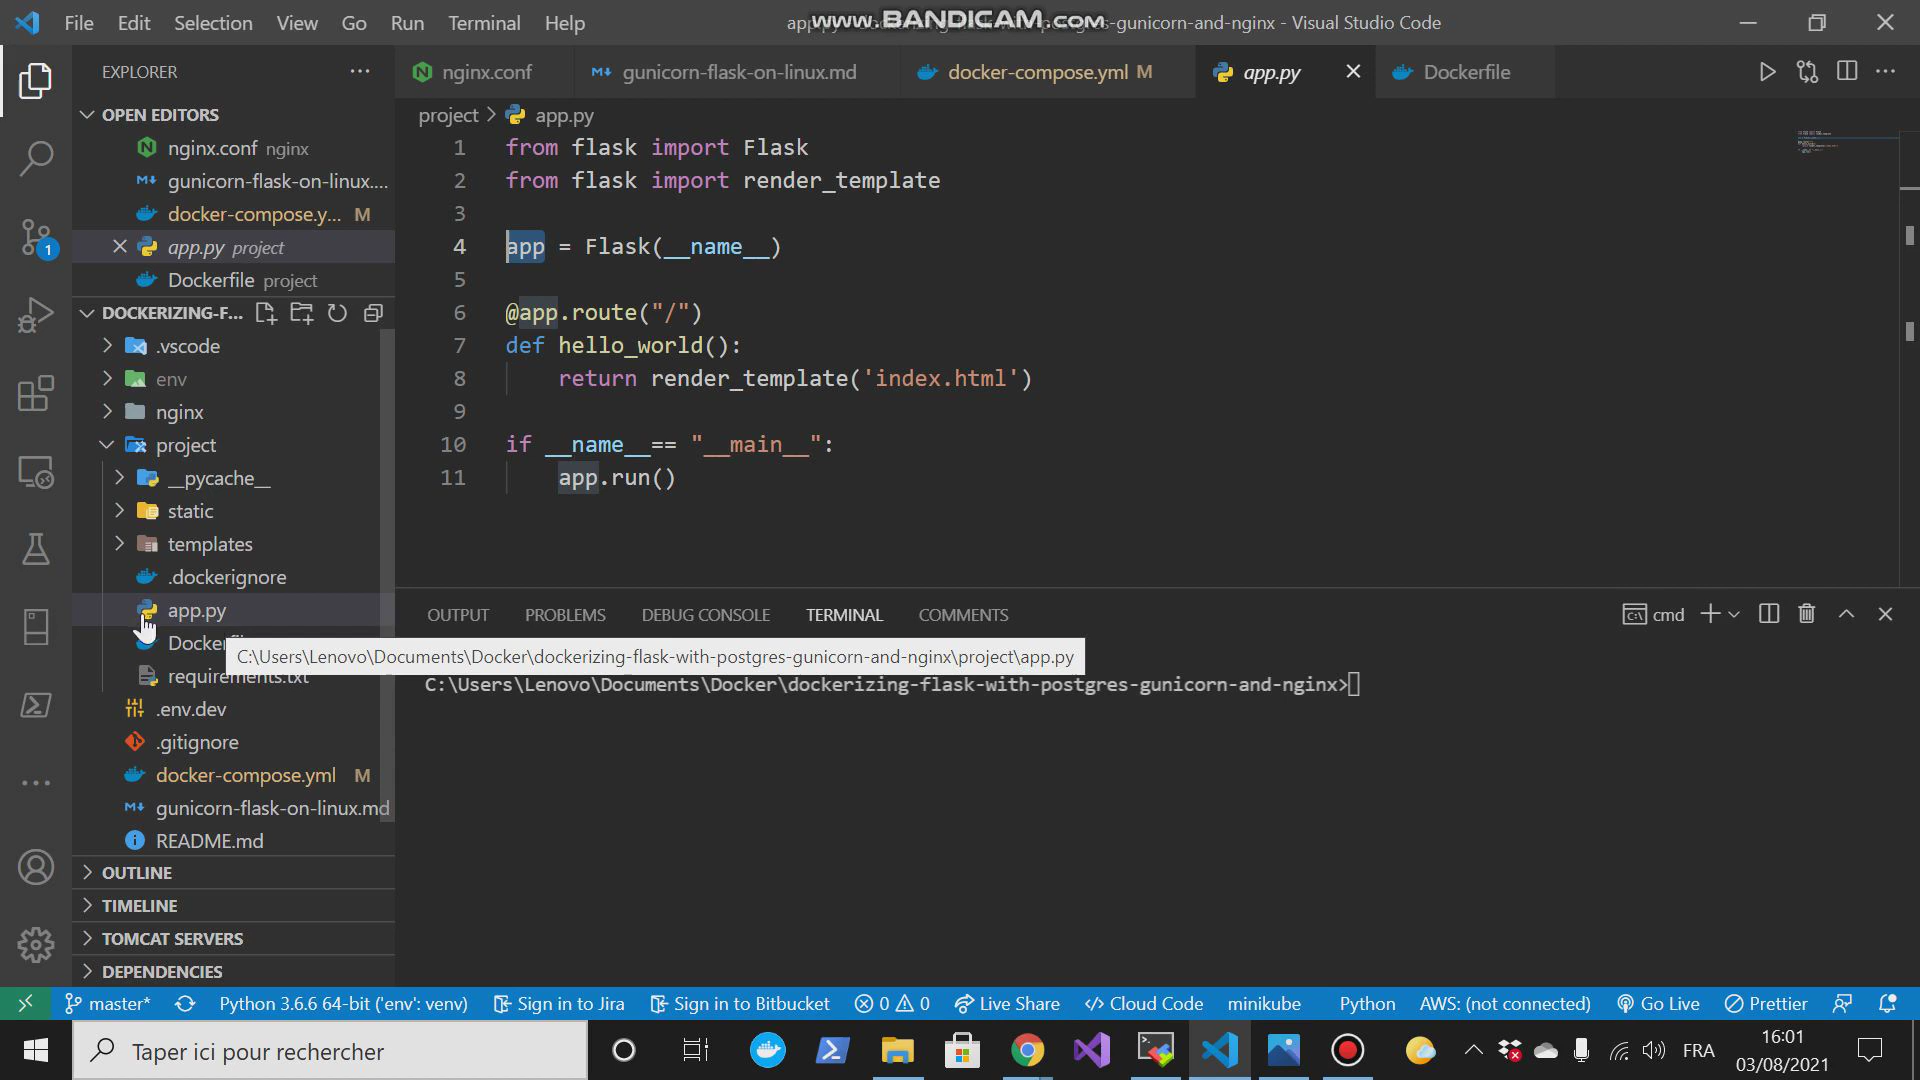 File Edit Selection View Go Run Terminal Help
www.BANDICAM.com
-postgres-gunicorn-and-nginx - Visual Studio Code
EXPLORER
nginx.conf
gunicorn-flask-on-linux.md
docker-compose.yml M
app.py
Dockerfile
OPEN EDITORS
nginx.conf nginx
gunicorn-flask-on-linux....
docker-compose.y... M
app.py project
Dockerfile project
DOCKERIZING-F...
.vscode
env
nginx
project
__pycache__
static
templates
.dockerignore
app.py
requirements.txt
.env.dev
.gitignore
docker-compose.yml M
gunicorn-flask-on-linux.md
README.md
OUTLINE
TIMELINE
TOMCAT SERVERS
DEPENDENCIES
1
project > app.py
1 from flask import Flask
2 from flask import render_template
3
4 app = Flask(__name__)
5
6 @app.route("/")
7 def hello_world():
8 return render_template('index.html')
9
10 if __name__== "__main__":
11 app.run()
OUTPUT PROBLEMS DEBUG CONSOLE TERMINAL COMMENTS
cmd
C:\Users\Lenovo\Documents\Docker\dockerizing-flask-with-postgres-gunicorn-and-nginx\project\app.py
C:\Users\Lenovo\Documents\Docker\dockerizing-flask-with-postgres-gunicorn-and-nginx>
master* Python 3.6.6 64-bit ('env': venv) Sign in to Jira Sign in to Bitbucket 0 0 Live Share Cloud Code minikube Python AWS: (not connected) Go Live Prettier
Taper ici pour rechercher
FRA
16:01
03/08/2021